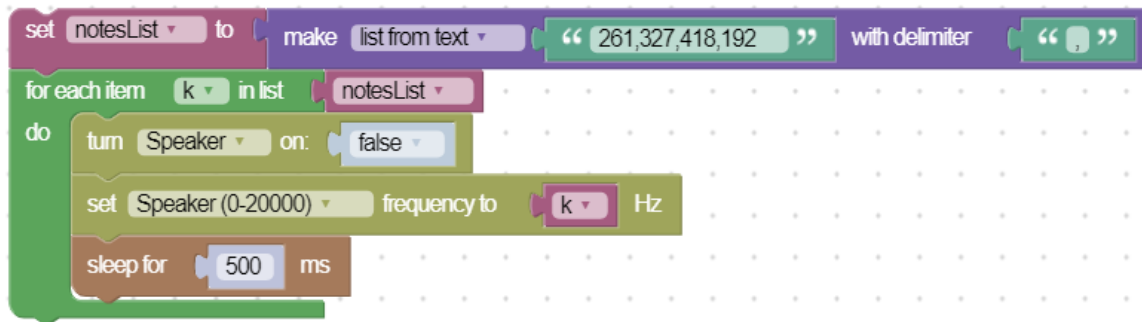 set notesList to make list from text “ 261,327,418,192 ” with delimiter “ , ”
for each item k in list notesList
do turn Speaker on: false
set Speaker (0-20000) frequency to k Hz
sleep for 500 ms